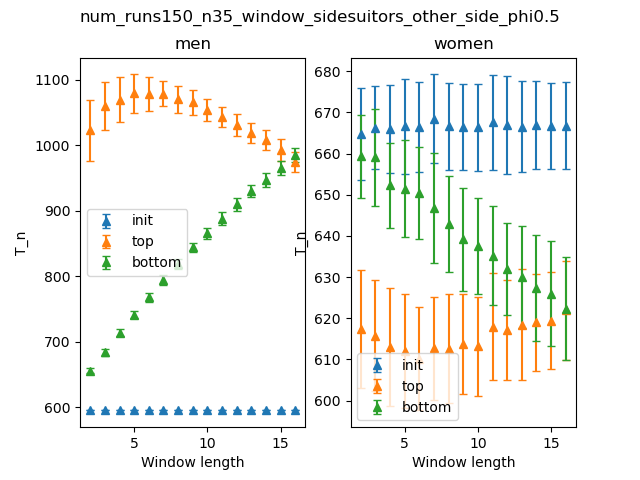 num_runs150_n35_window_sidesuitors_other_side_phi0.5
men
women
1100
1000
900
800
700
600
T_n
init
top
bottom
5
10
15
Window length
680
670
660
650
640
630
620
610
600
T_n
init
top
bottom
5
10
15
Window length